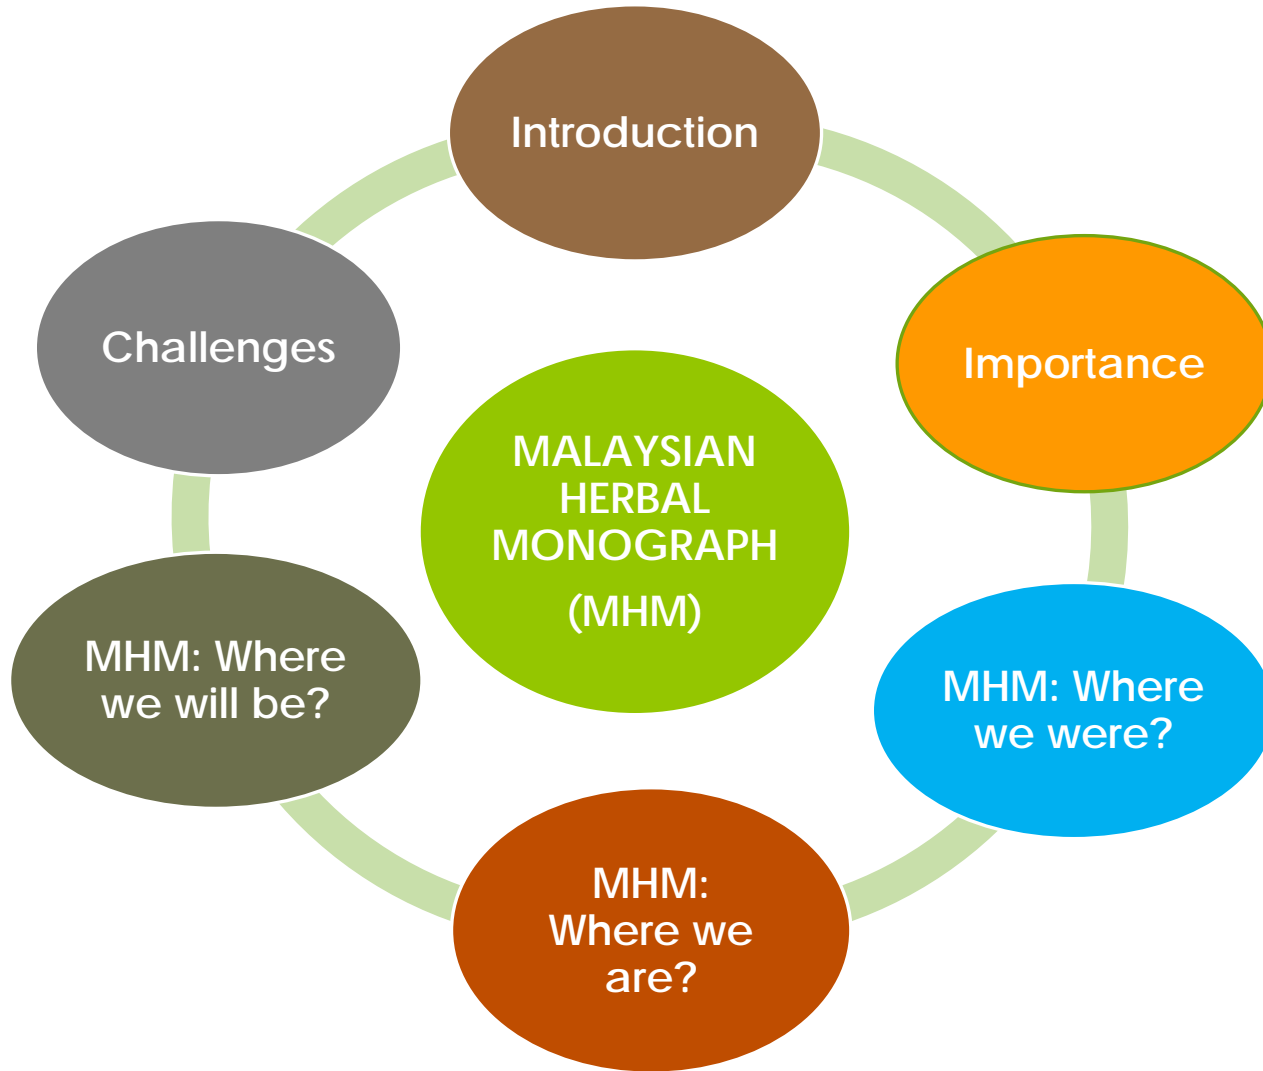 Introduction
Importance
MHM: Where
we were?
MHM:
Where we
are?
MHM: Where
we will be?
Challenges
MALAYSIAN
HERBAL
MONOGRAPH
(MHM)